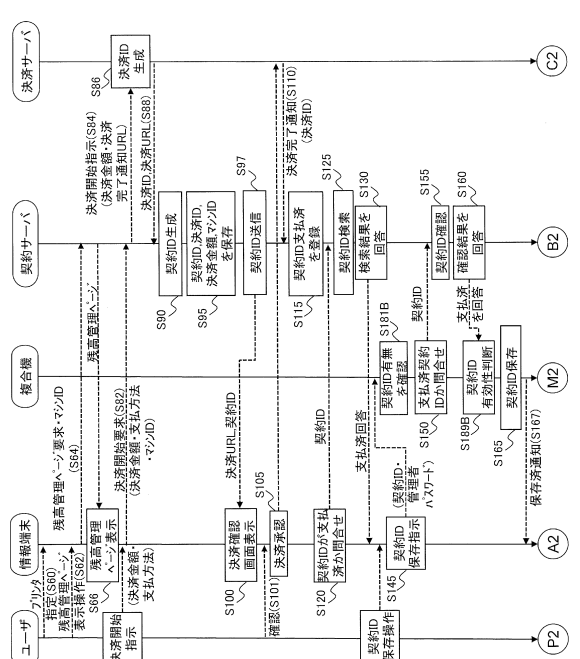 ユーザ
情報端末
複合機
契約サーバ
決済サーバ
プリンタ
指定(S60)
残高管理ページ
表示操作(S62)
残高管理ページ要求・マシンID
(S64)
残高管理ページ
S66
残高管理
ページ表示
決済開始
指示
(決済金額・
支払方法)
決済開始要求(S82)
(決済金額・支払方法
・マシンID)
決済開始指示(S84)
(決済金額・決済
完了通知URL)
S86
決済ID
生成
決済ID,決済URL(S88)
S90
契約ID生成
S95
契約ID,決済ID,
決済金額,マシンID
を保存
S97
契約ID送信
決済URL,契約ID
S100
決済確認
画面表示
確認(S101)
S105
決済承認
決済完了通知(S110)
(決済ID)
S115
契約ID支払済
を登録
S120
契約IDが支払
済か問合せ
契約ID
S125
契約ID検索
S130
検索結果を
回答
支払済回答
契約ID
保存操作
S145
契約ID
保存指示
(契約ID・
管理者
パスワード)
S181B
契約ID有無
を確認
S150
支払済契約
IDか問合せ
契約ID
S155
契約ID確認
S160
確認結果を
回答
支払済
を回答
S189B
契約ID
有効性判断
S165
契約ID保存
保存済通知(S167)
P2
A2
M2
B2
C2